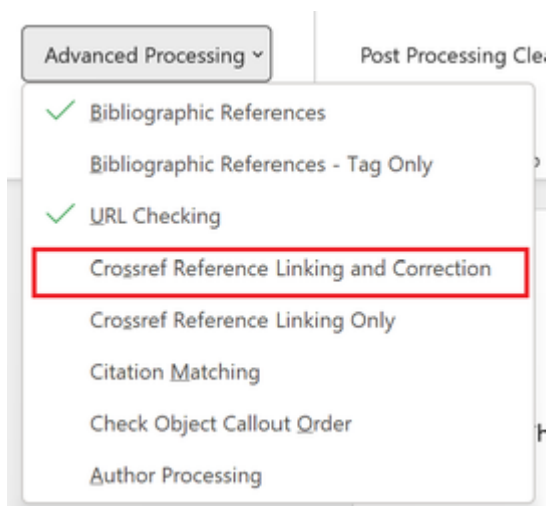 Advanced Processing
Post Processing
Bibliographic References
Bibliographic References - Tag Only
URL Checking
Crossref Reference Linking and Correction
Crossref Reference Linking Only
Citation Matching
Check Object Callout Order
Author Processing